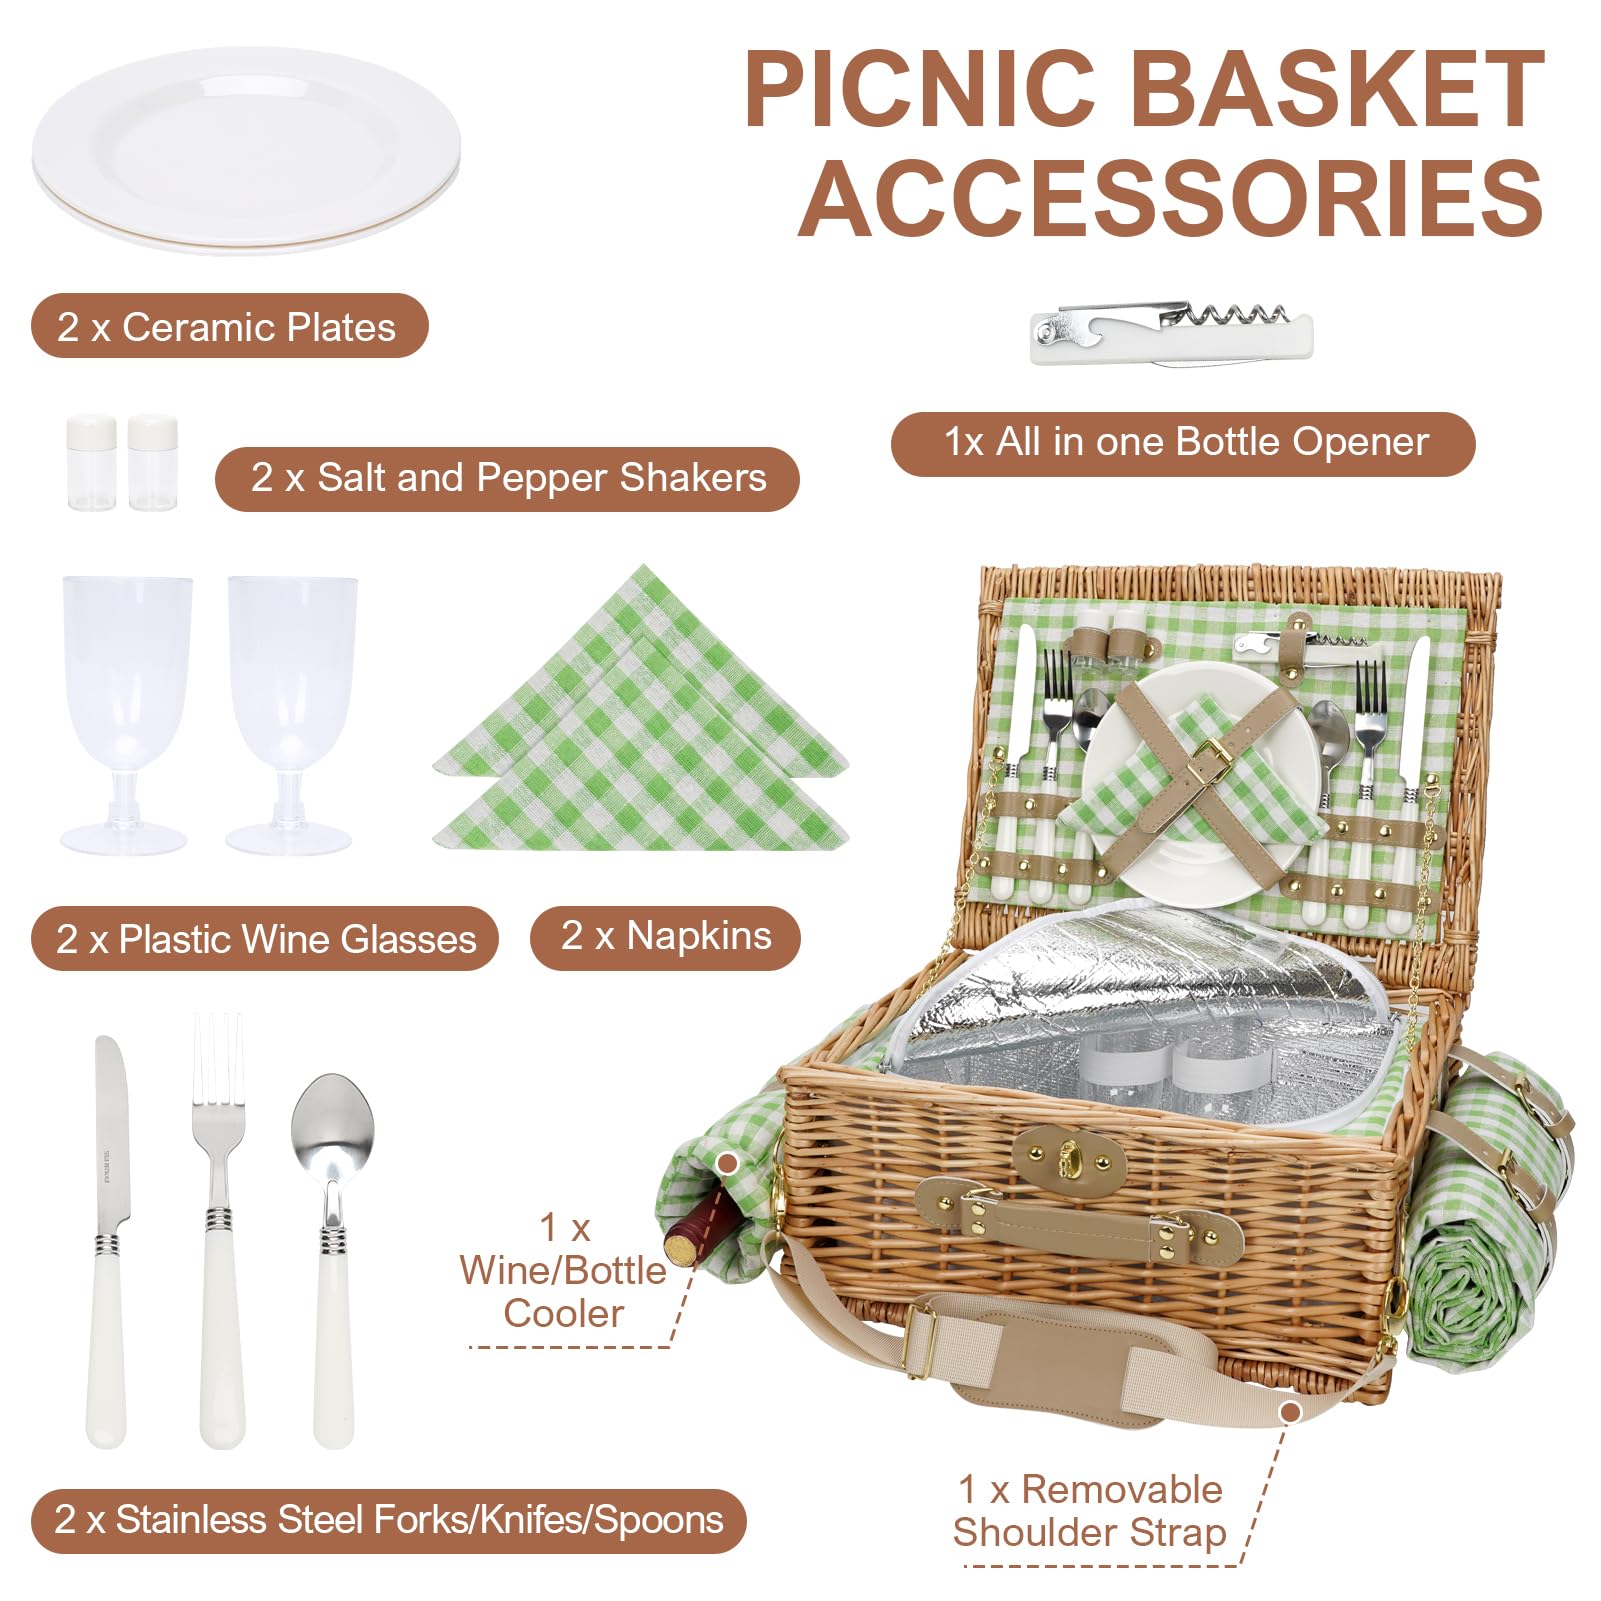 PICNIC BASKET
ACCESSORIES
2 x Ceramic Plates
1x All in one Bottle Opener
2 x Salt and Pepper Shakers
2 x Plastic Wine Glasses
2 x Napkins
1 x
Wine/Bottle
Cooler
2 x Stainless Steel Forks/Knifes/Spoons
1 x Removable
Shoulder Strap